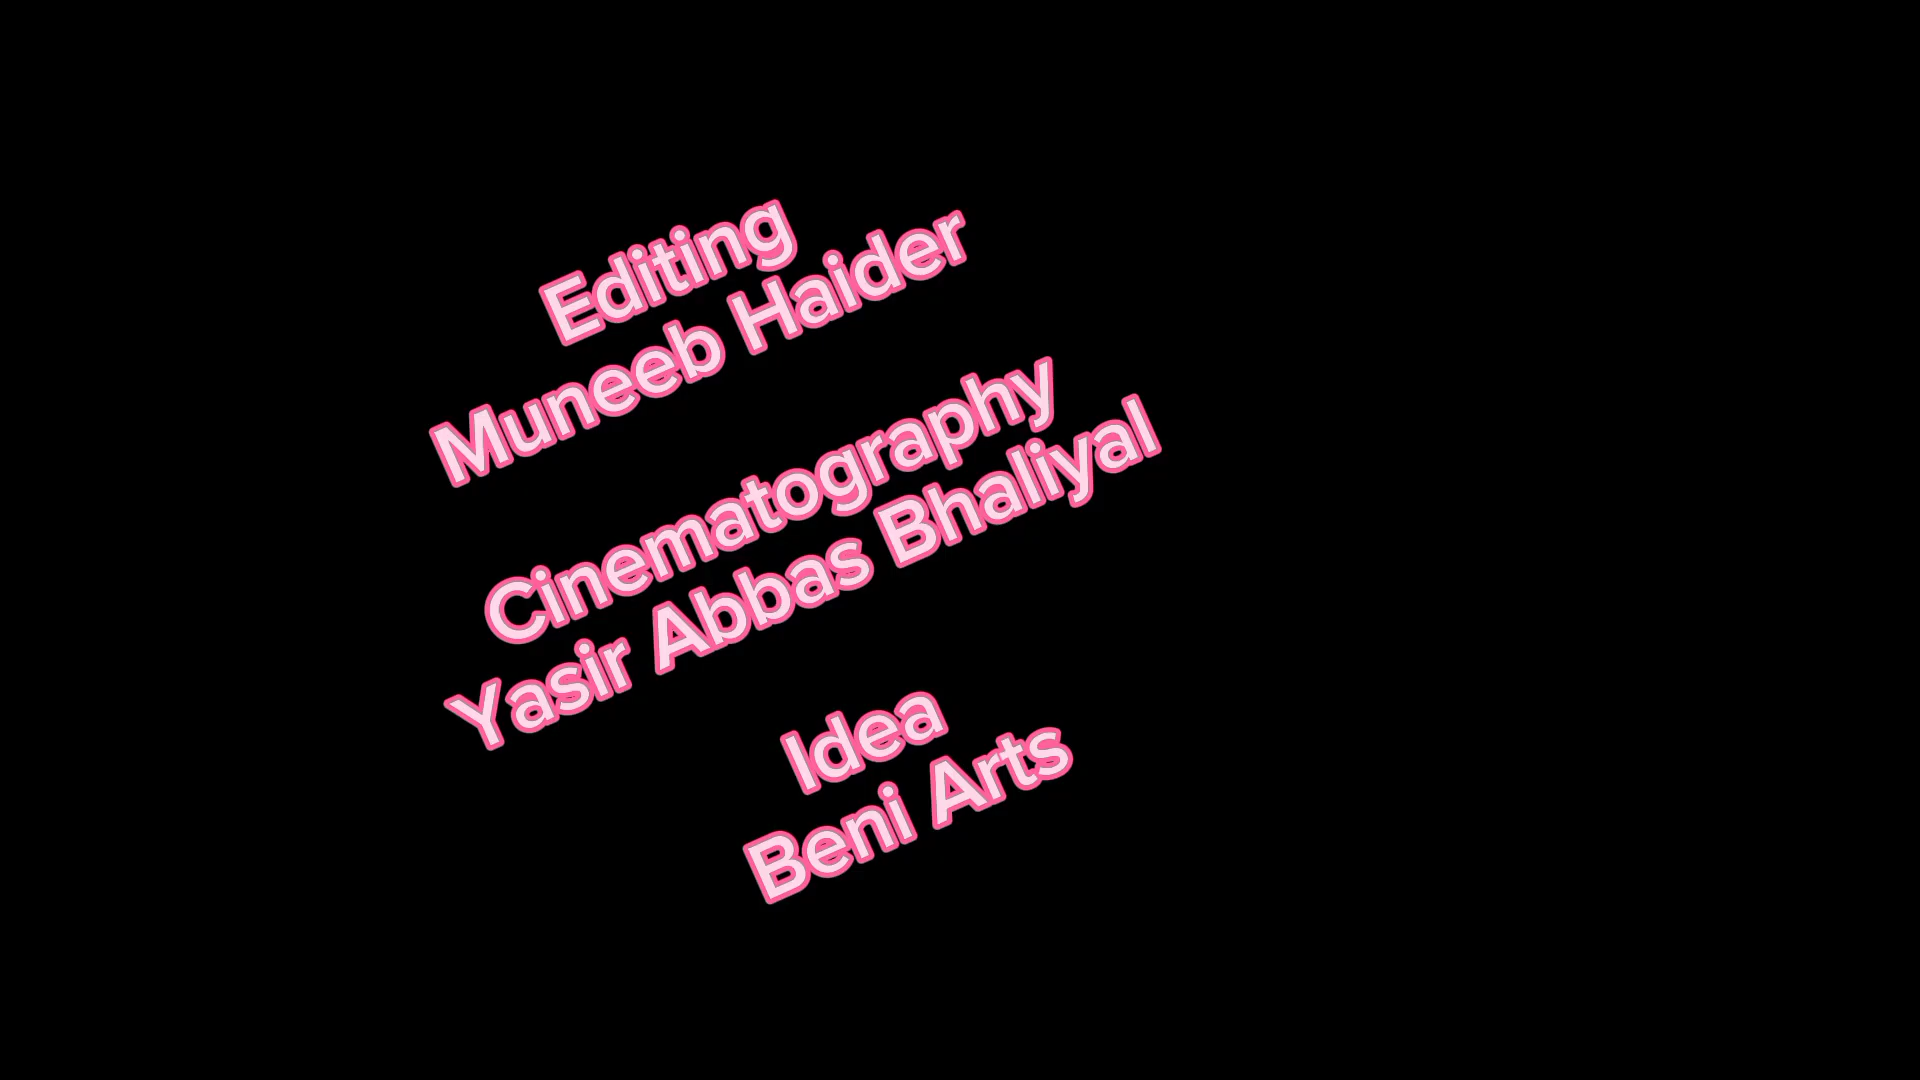 Editing
Muneeb Haider
Cinematography
Yasir Abbas Bhaliyal
Idea
Beni Arts